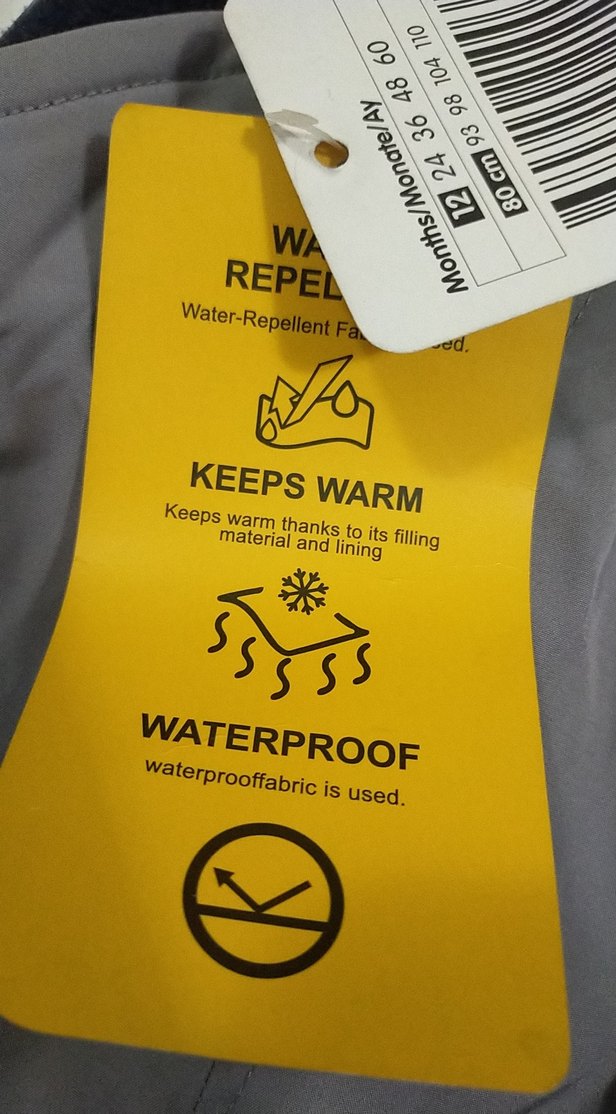 Months/Monate/Ay
12 24 36 48 60
80 cm 93 98 104 110
WA
REPEL
Water-Repellent Fa ed.
KEEPS WARM
Keeps warm thanks to its filling
material and lining
WATERPROOF
waterprooffabric is used.